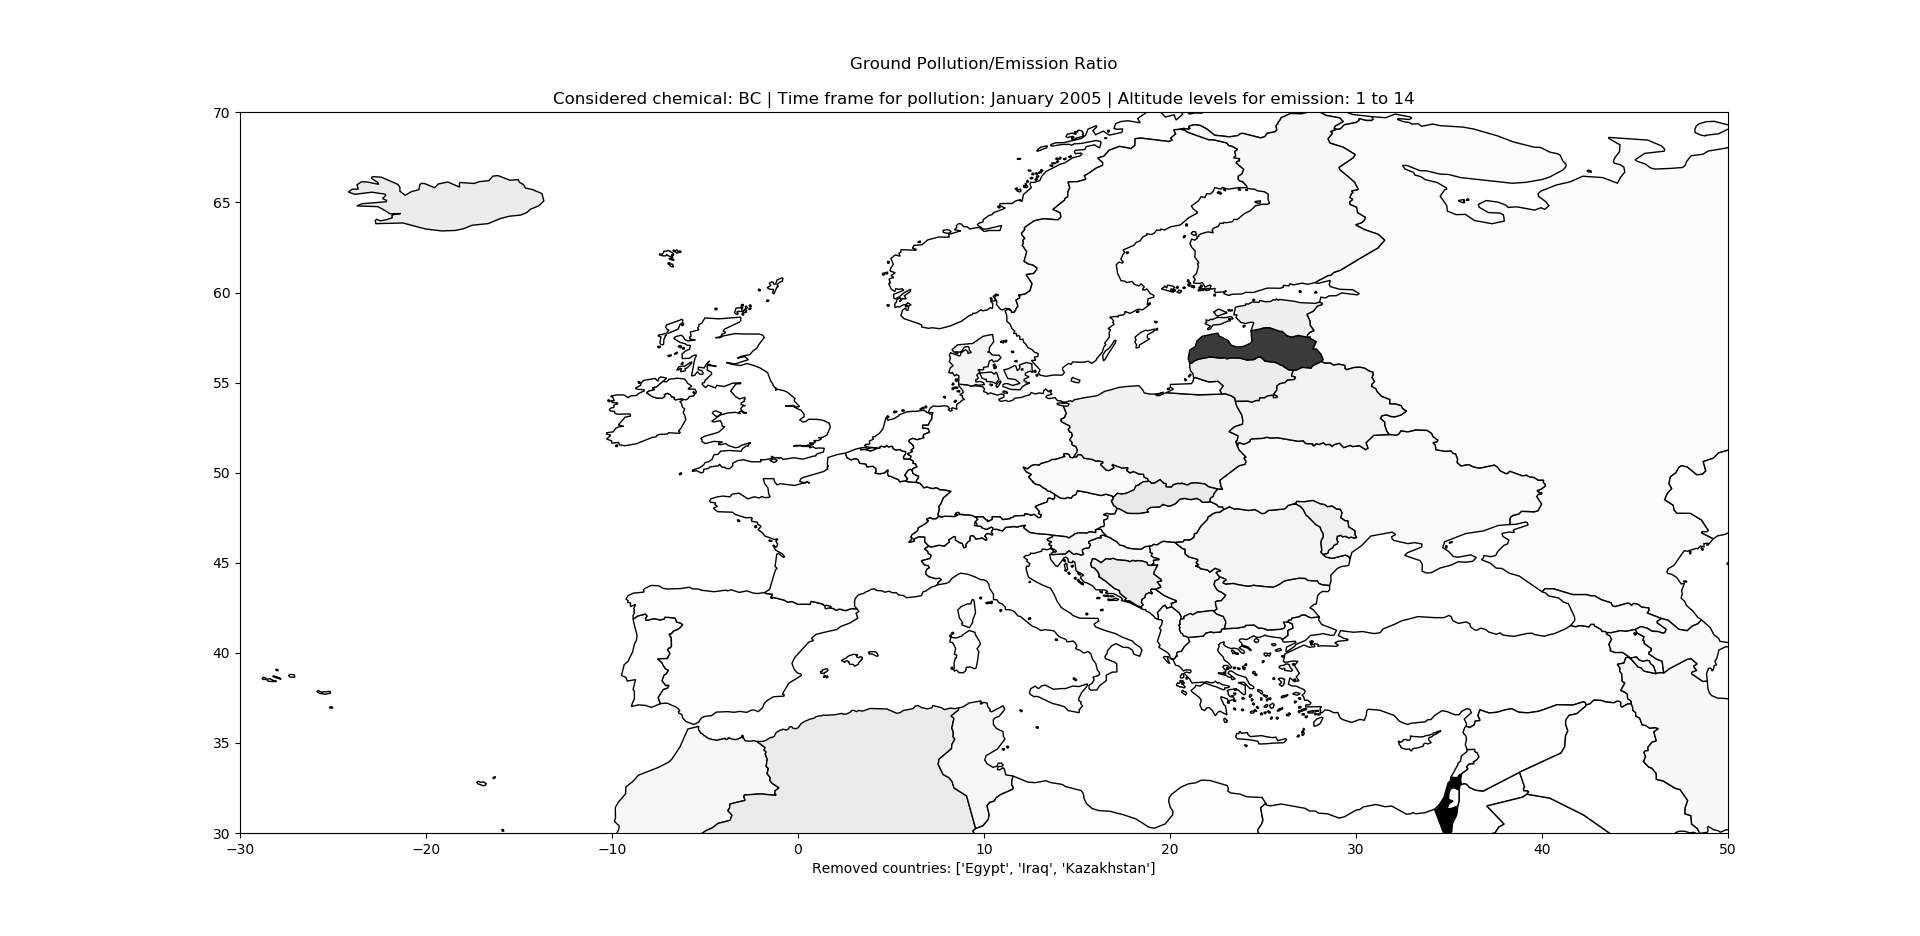 Ground Pollution/Emission Ratio
Considered chemical: BC | Time frame for pollution: January 2005 | Altitude levels for emission: 1 to 14
70
65
60
55
50
45
40
35
30
−30 −20 −10 0 10 20 30 40 50
Removed countries: ['Egypt', 'Iraq', 'Kazakhstan']